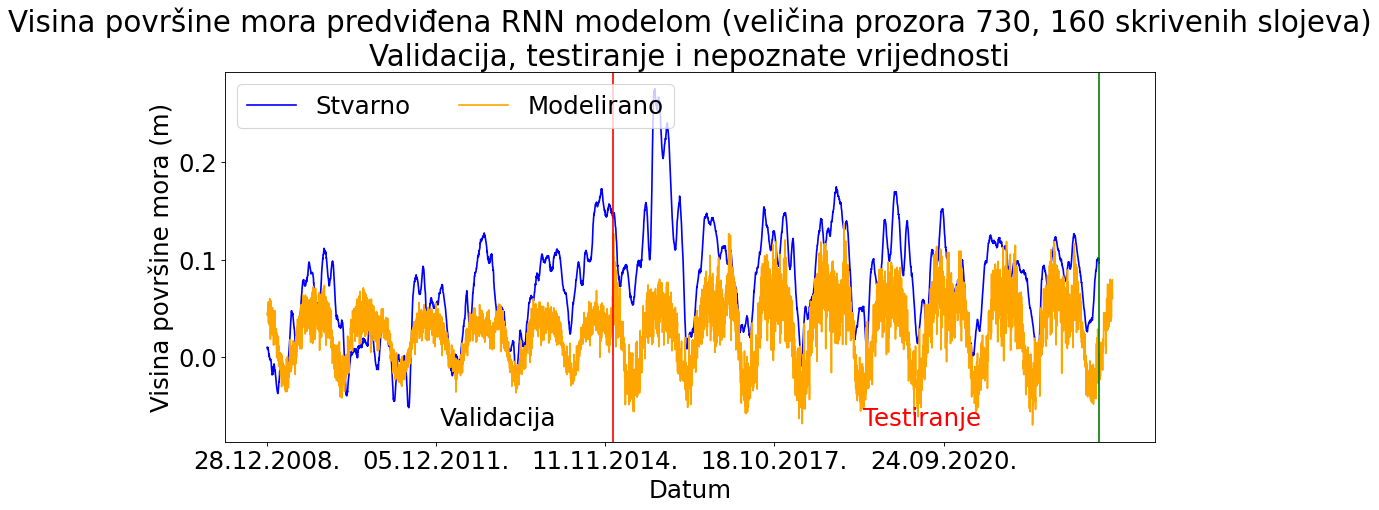 Visina površine mora predviđena RNN modelom (veličina prozora 730, 160 skrivenih slojeva)
Validacija, testiranje i nepoznate vrijednosti
Stvarno
Modelirano
Visina površine mora (m)
0.2
0.1
0.0
Validacija
Testiranje
28.12.2008.
05.12.2011.
11.11.2014.
18.10.2017.
24.09.2020.
Datum